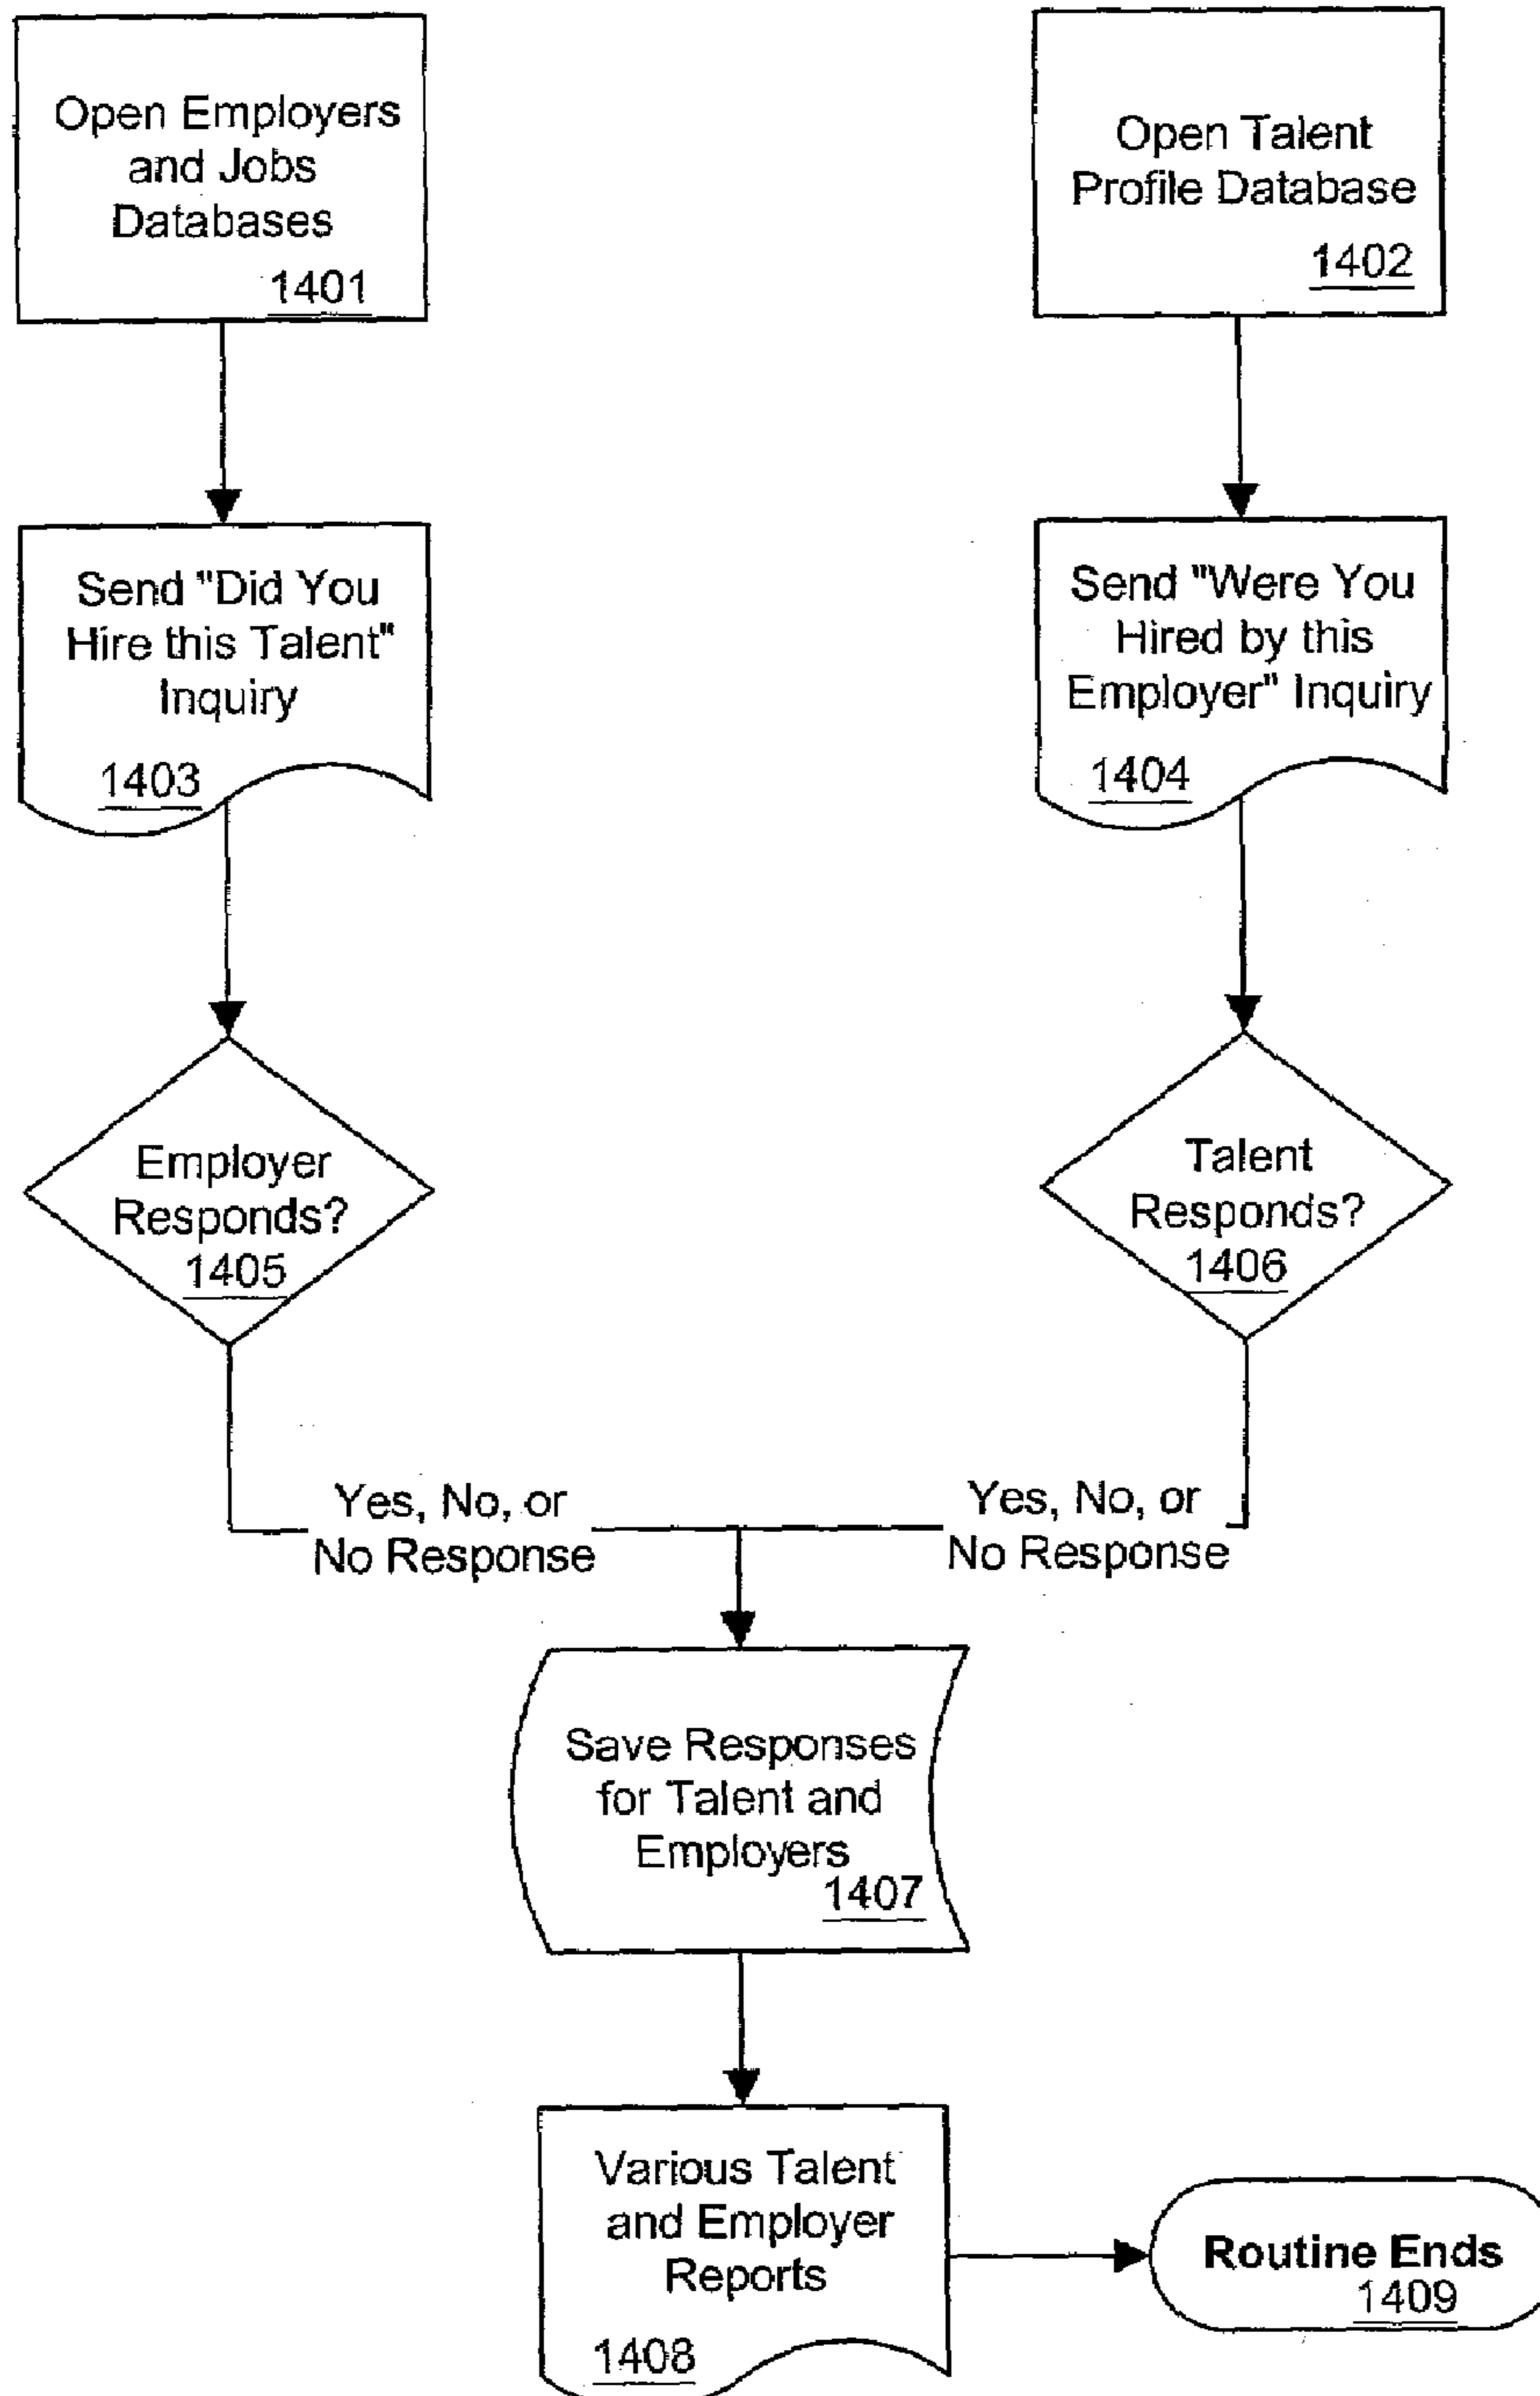 Open Employers
and Jobs
Databases
1401
Open Talent
Profile Database
1402
Send "Did You
Hire this Talent"
Inquiry
1403
Send "Were You
Hired by this
Employer" Inquiry
1404
Employer
Responds?
1405
Talent
Responds?
1406
Yes, No, or
No Response
Yes, No, or
No Response
Save Responses
for Talent and
Employers
1407
Various Talent
and Employer
Reports
1408
Routine Ends
1409